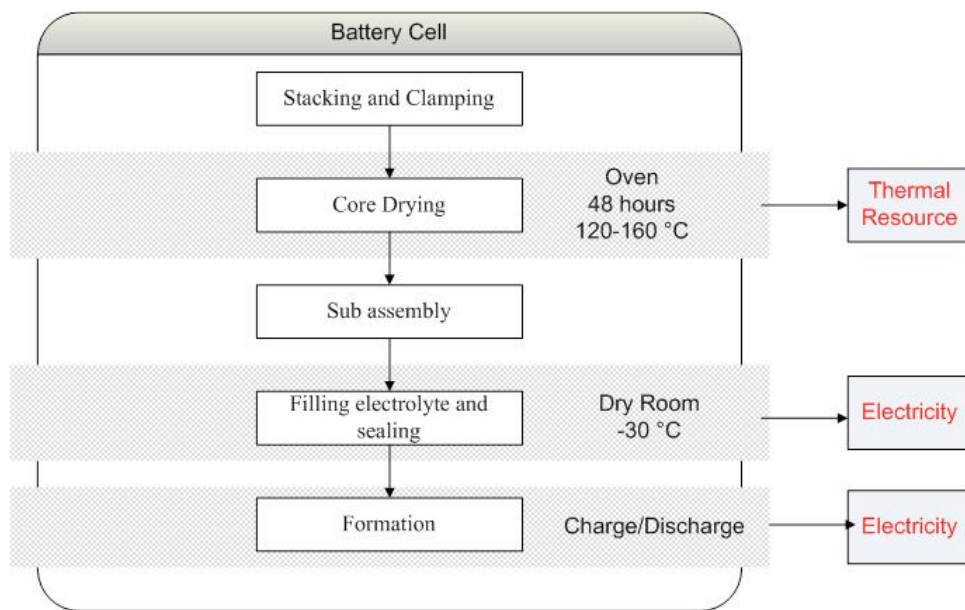 Battery Cell
Stacking and Clamping
Core Drying
Oven
48 hours
120-160 °C
Thermal
Resource
Sub assembly
Filling electrolyte and
sealing
Dry Room
-30 °C
Electricity
Formation
Charge/Discharge
Electricity